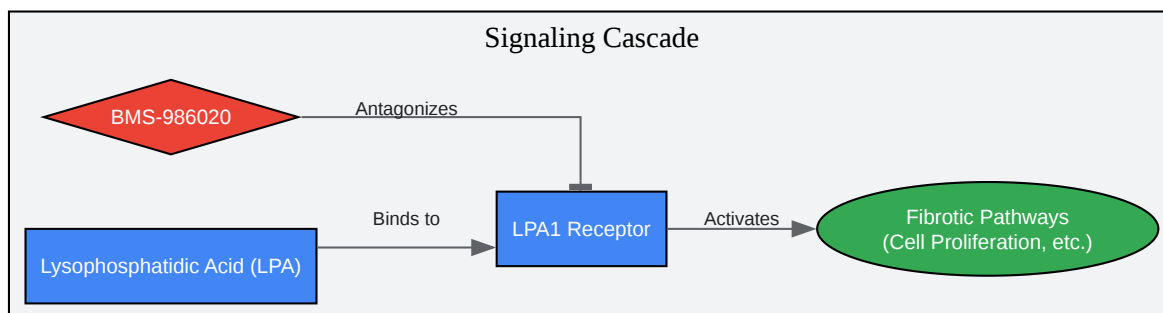 Signaling Cascade
BMS-986020
Antagonizes
Binds to
LPA1 Receptor
Activates
Fibrotic Pathways
(Cell Proliferation, etc.)
Lysophosphatidic Acid (LPA)